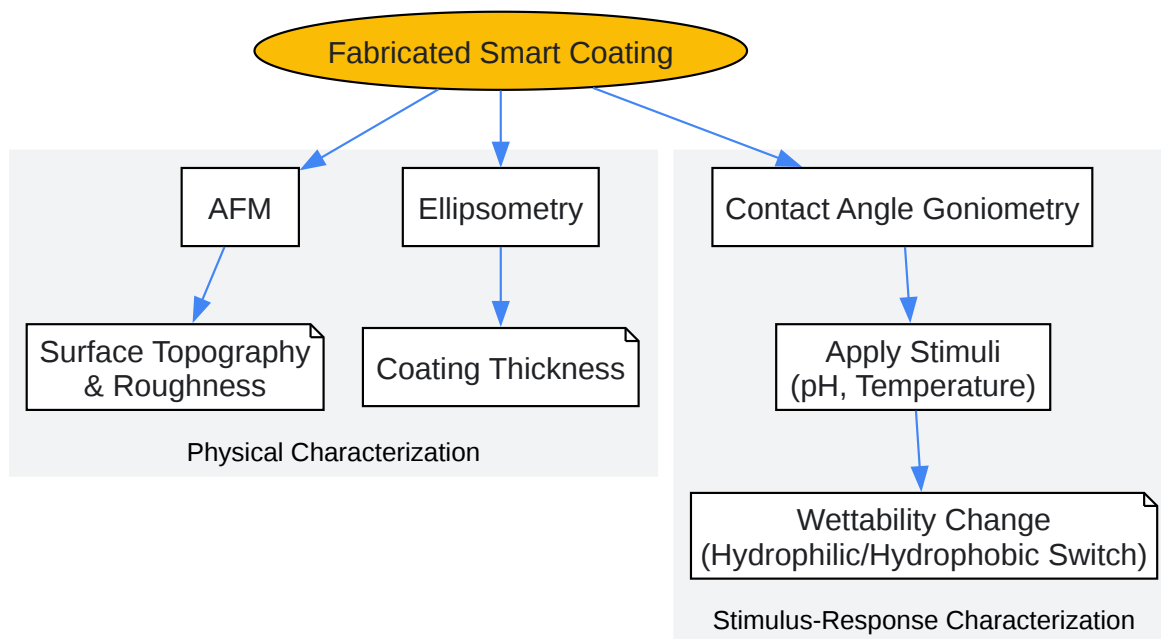 Fabricated Smart Coating
AFM
Ellipsometry
Contact Angle Goniometry
Surface Topography
& Roughness
Coating Thickness
Apply Stimuli
(pH, Temperature)
Physical Characterization
Wettability Change
(Hydrophilic/Hydrophobic Switch)
Stimulus-Response Characterization